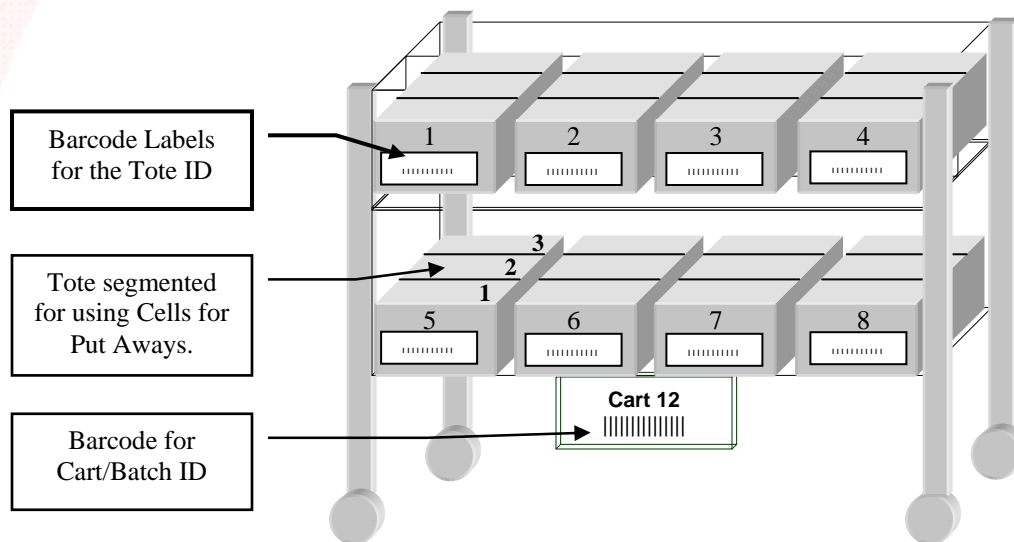 Barcode Labels
for the Tote ID
1
2
3
4
Tote segmented
for using Cells for
Put Aways.
3
2
1
5
6
7
8
Cart 12
Barcode for
Cart/Batch ID